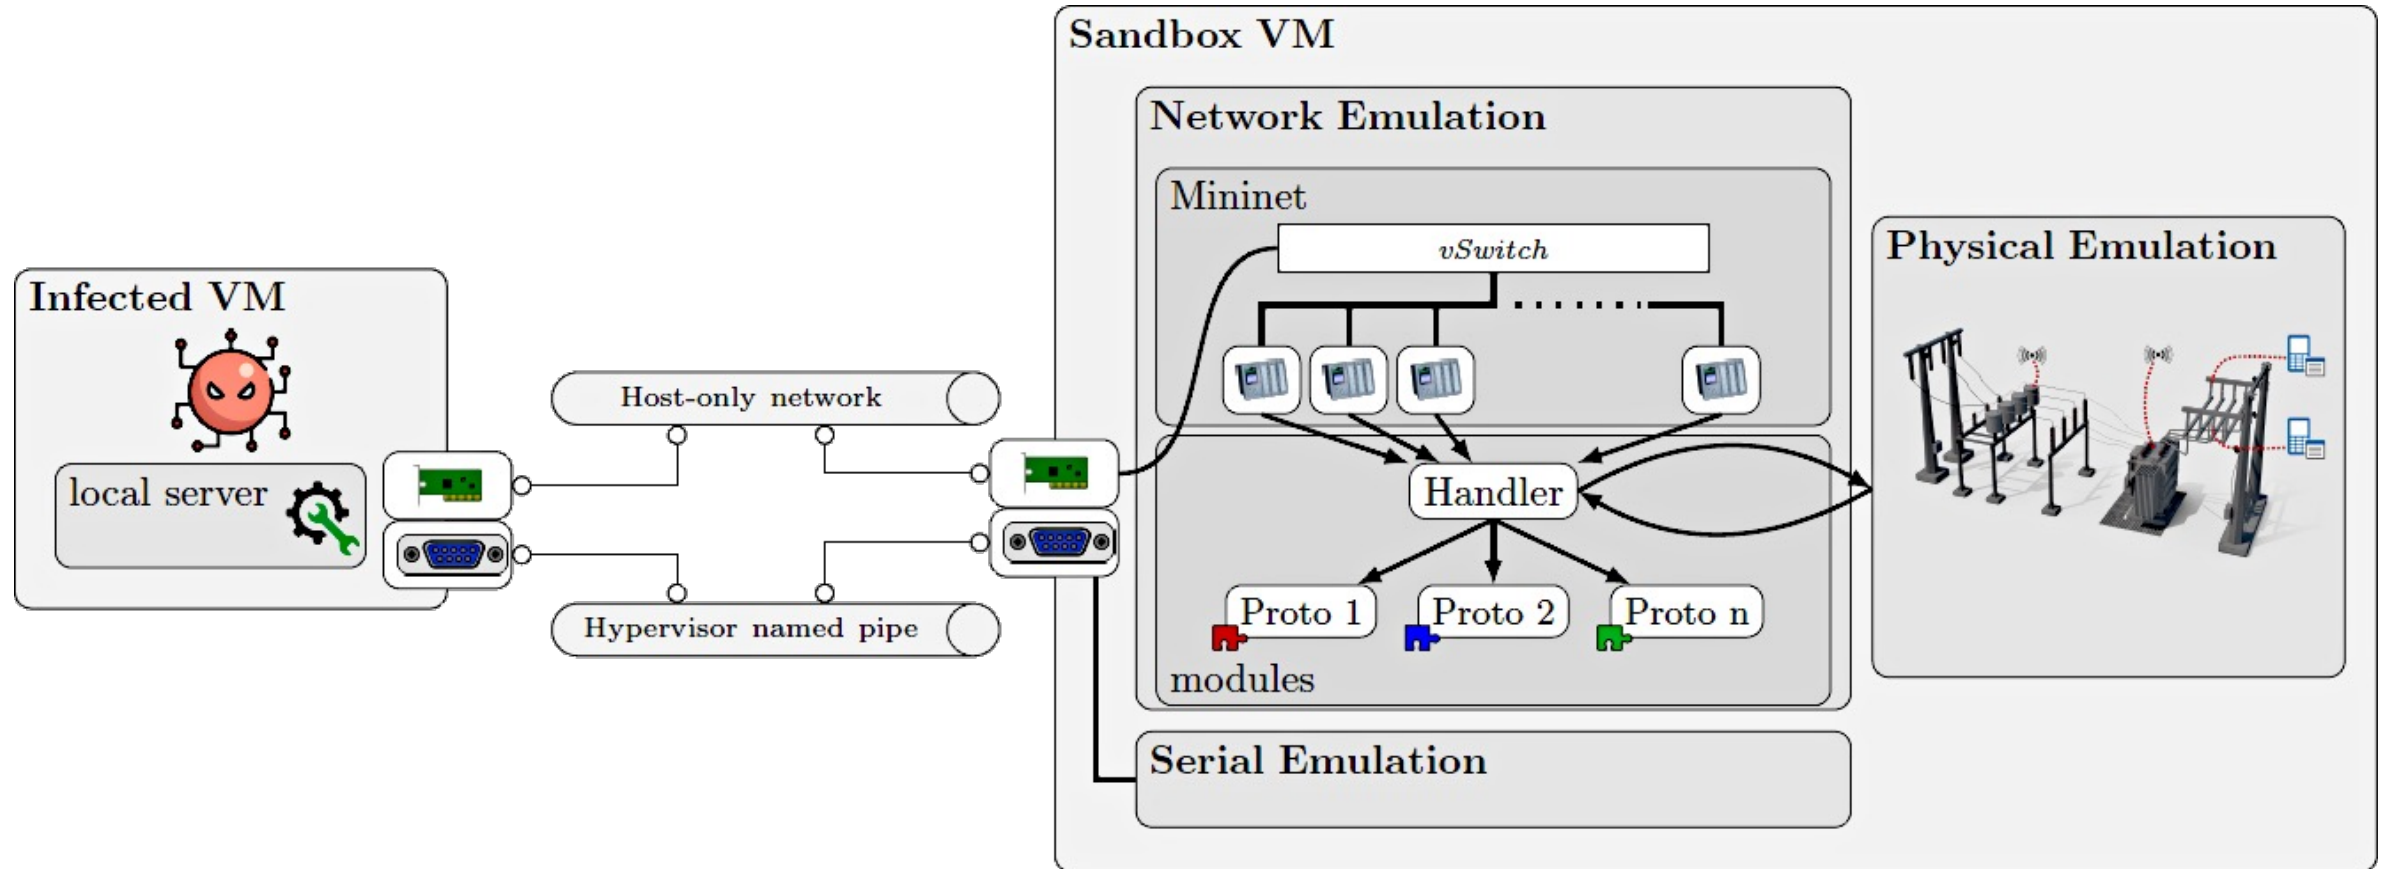 Sandbox VM
Network Emulation
Mininet
vSwitch
Physical Emulation
Infected VM
local server
Host-only network
Hypervisor named pipe
Handler
Proto 1
Proto 2
Proto n
modules
Serial Emulation